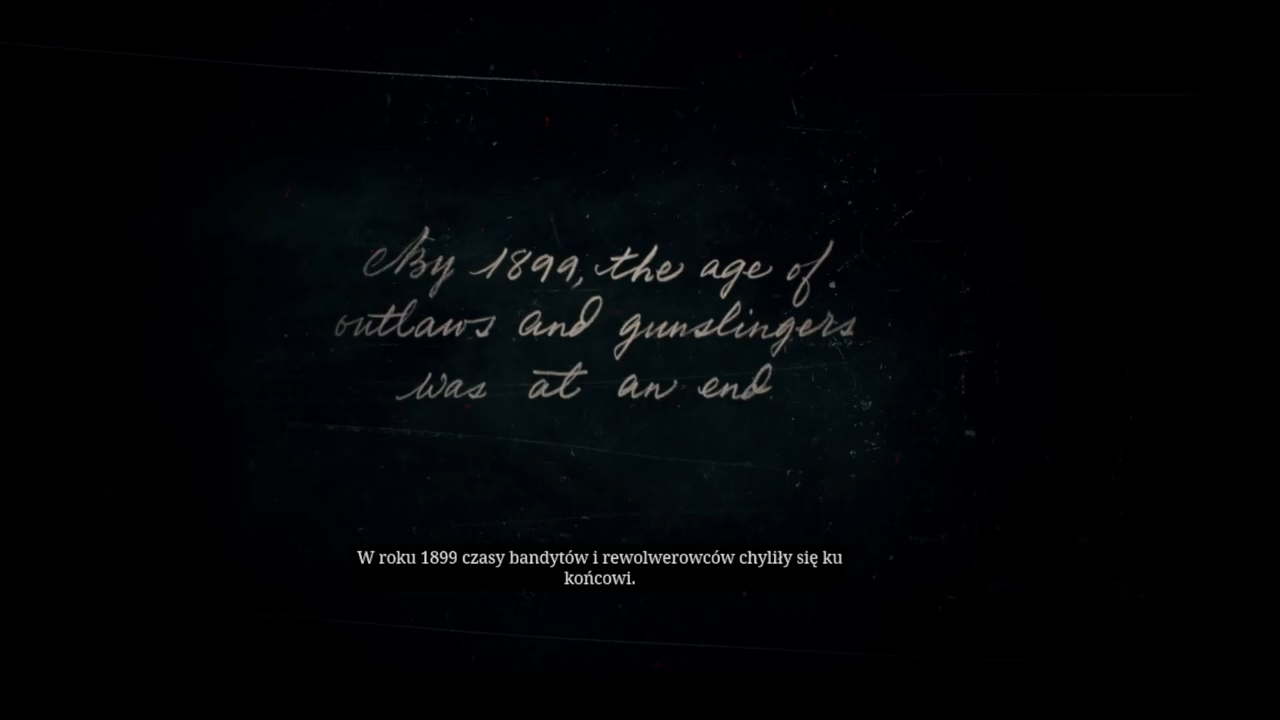 By 1899, the age of
outlaws and gunslingers
was at an end
W roku 1899 czasy bandytów i rewolwerowców chyliły się ku
końcowi.